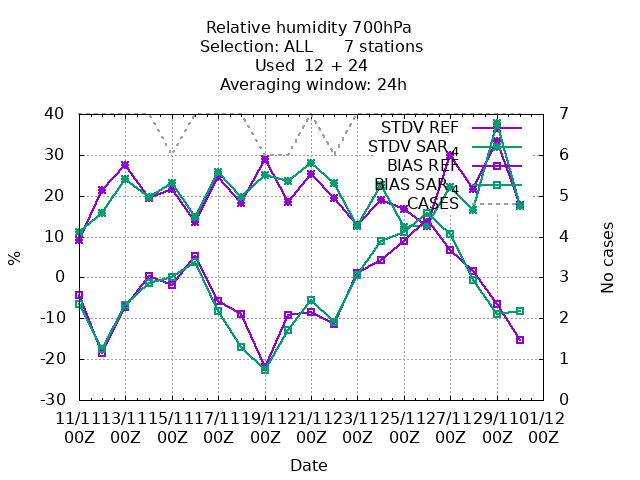 Relative humidity 700hPa
Selection: ALL 7 stations
Used 12 + 24
Averaging window: 24h
40 7
STDV REF
STDV SAR_4
30 6
BIAS REF
BIAS SAR_4
20 5
CASES
10 4
0 3
-10 2
-20 1
-30 0
%
No cases
11/11 13/11 15/11 17/11 19/11 21/11 23/11 25/11 27/11 29/11 01/12
00Z 00Z 00Z 00Z 00Z 00Z 00Z 00Z 00Z 00Z 00Z
Date